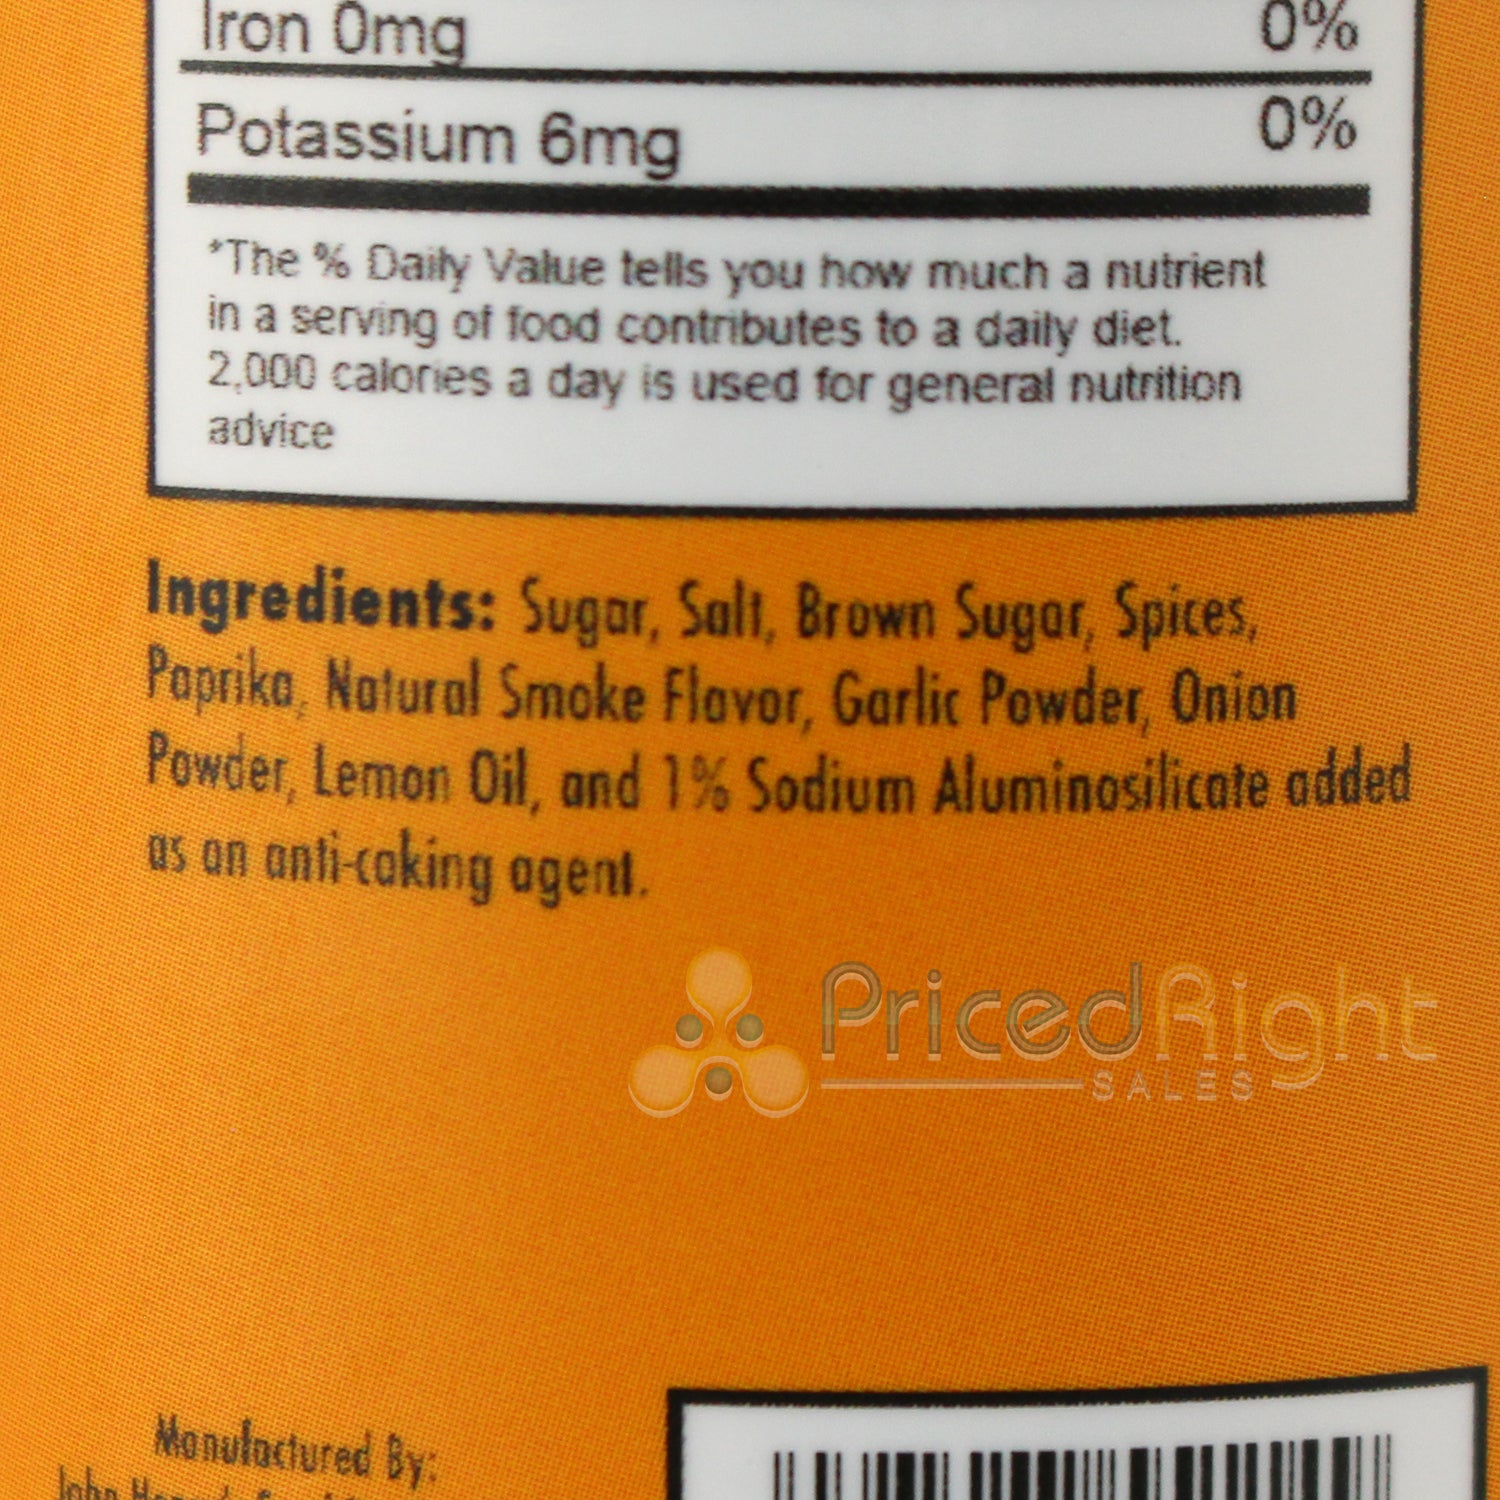 Iron 0mg 0%
Potassium 6mg 0%
*The % Daily Value tells you how much a nutrient
in a serving of food contributes to a daily diet.
2,000 calories a day is used for general nutrition
advice
Ingredients: Sugar, Salt, Brown Sugar, Spices,
Paprika, Natural Smoke Flavor, Garlic Powder, Onion
Powder, Lemon Oil, and 1% Sodium Aluminosilicate added
as an anti-caking agent.
PricedRight
SALES
Manufactured By:
John